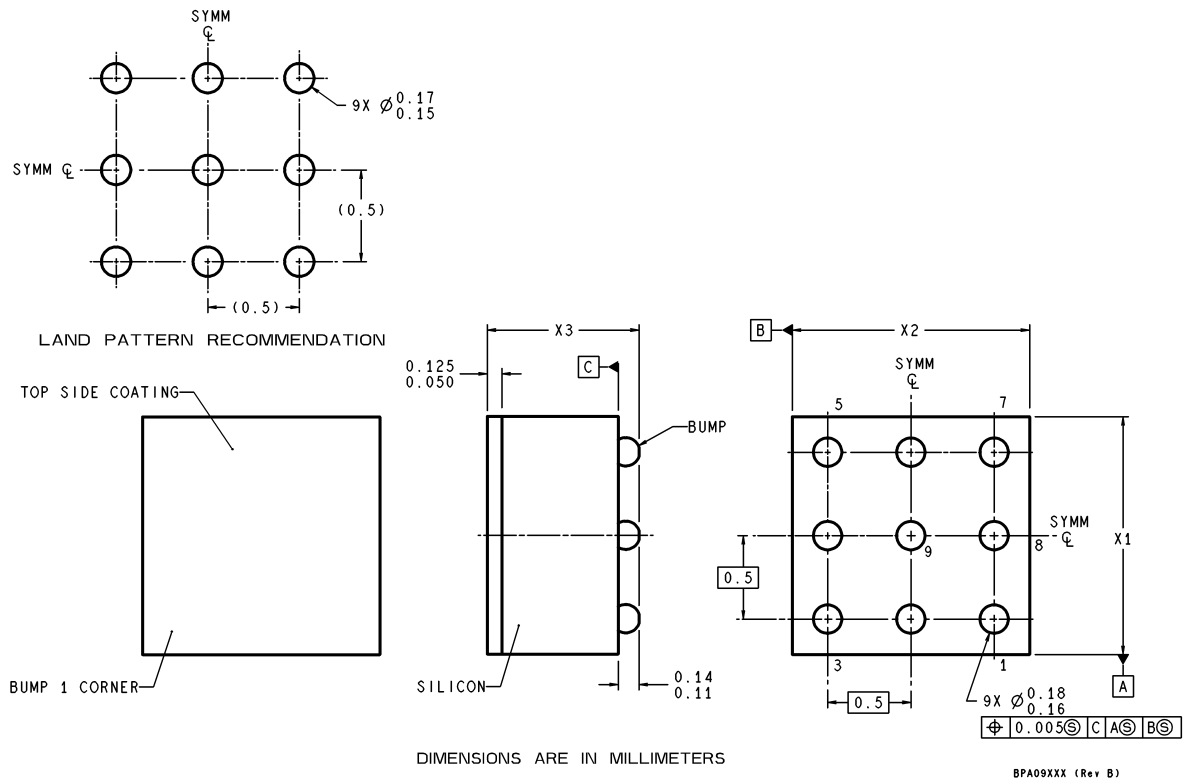 SYMM
℄
9X ⌀ 0.17
0.15
SYMM ℄
(0.5)
(0.5)
LAND PATTERN RECOMMENDATION
TOP SIDE COATING
BUMP 1 CORNER
X3
0.125
0.050
C
BUMP
SILICON
0.14
0.11
B
X2
SYMM
℄
5
7
SYMM
℄
9
8
X1
0.5
3
1
0.5
A
9X ⌀ 0.18
0.16
⌖ 0.005Ⓢ C AⓈ BⓈ
DIMENSIONS ARE IN MILLIMETERS
BPA09XXX (Rev B)